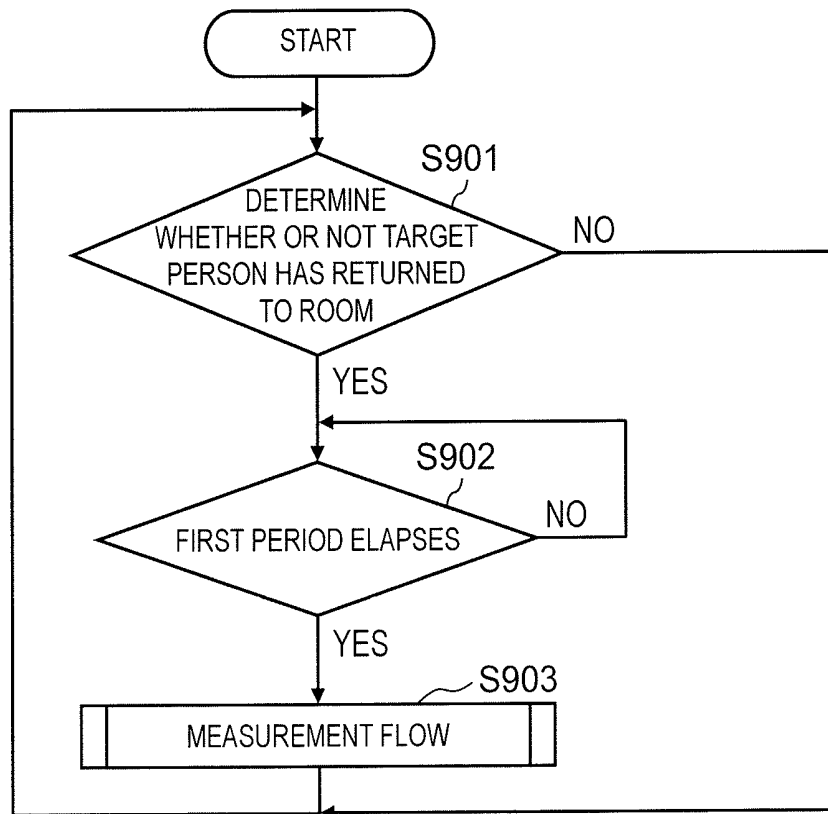 START
S901
DETERMINE
WHETHER OR NOT TARGET
PERSON HAS RETURNED
TO ROOM
NO
YES
S902
FIRST PERIOD ELAPSES
NO
YES
S903
MEASUREMENT FLOW